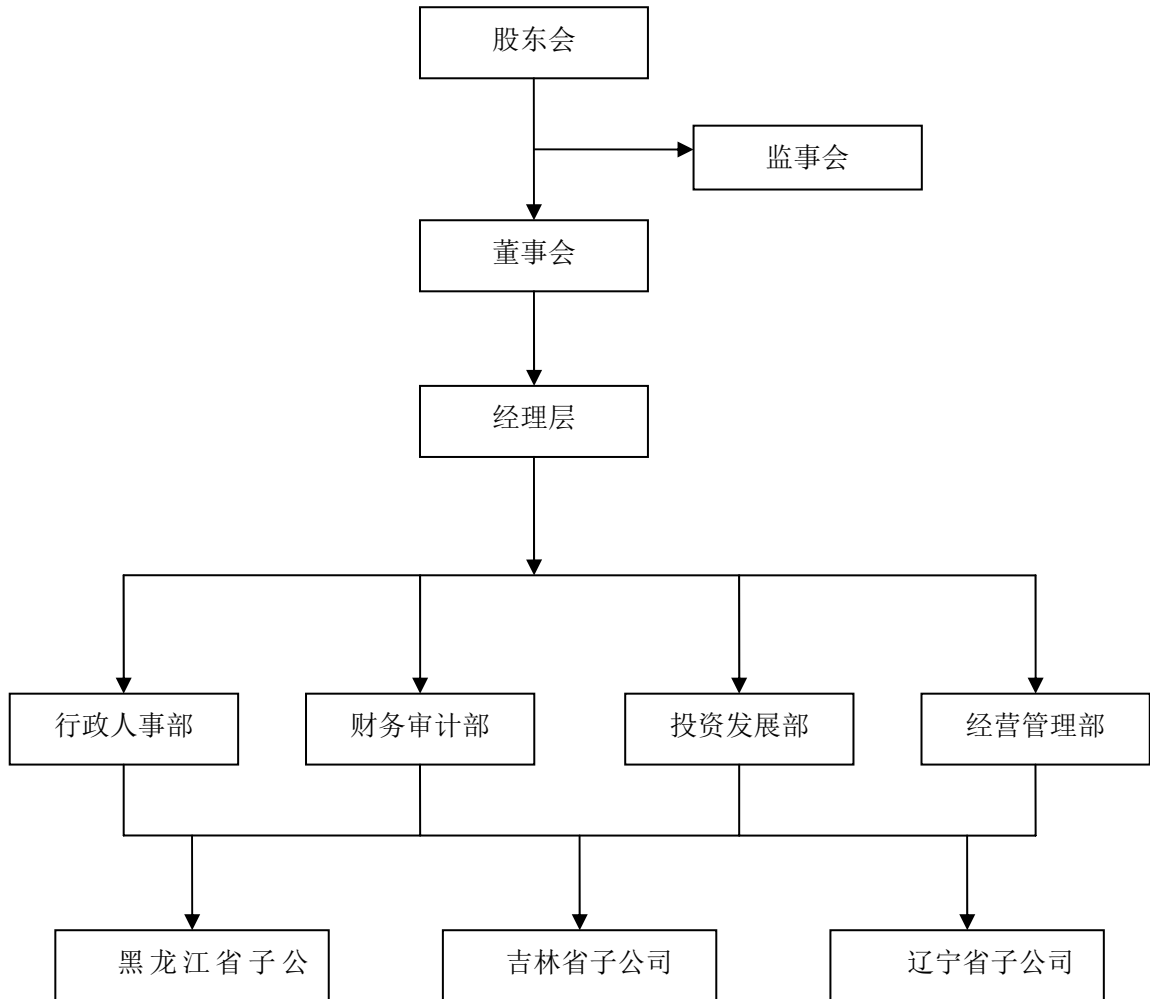 股东会
监事会
董事会
经理层
行政人事部
财务审计部
投资发展部
经营管理部
黑龙江省子公
吉林省子公司
辽宁省子公司